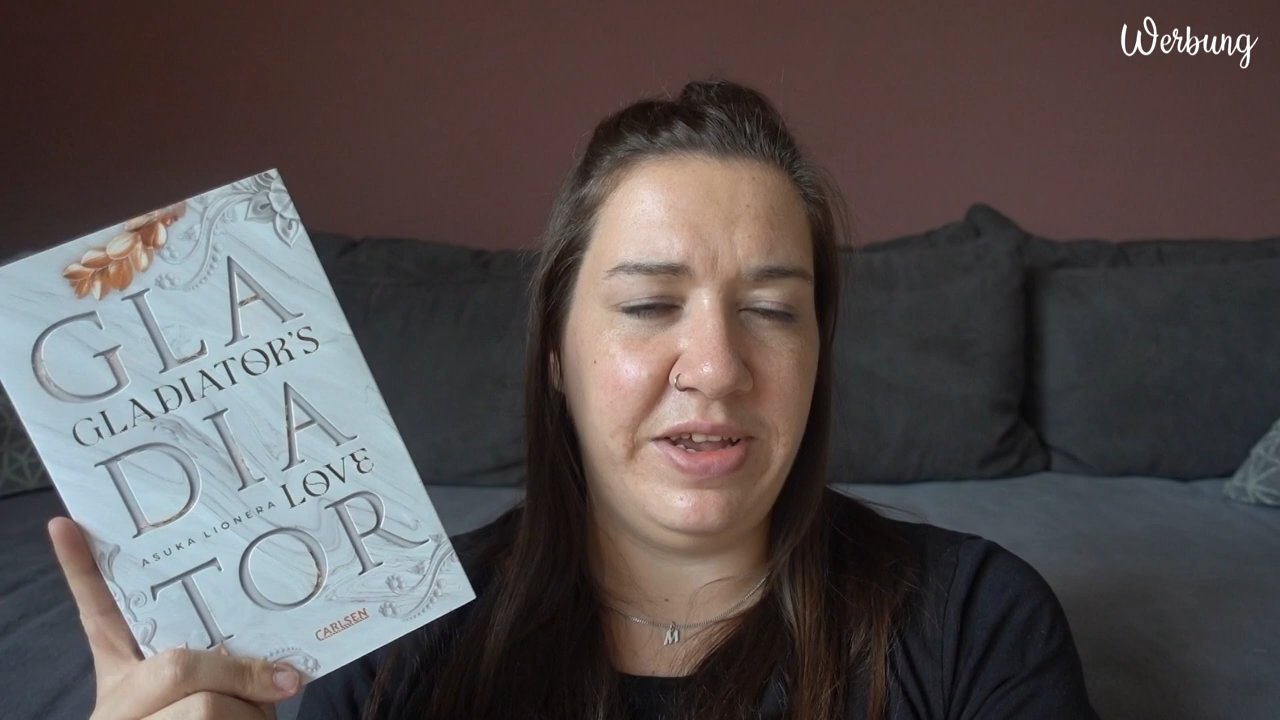 Werbung
GLA
GLADIATOR'S
DIA
LOVE
ASUKA LIONERA
TOR
CARLSEN